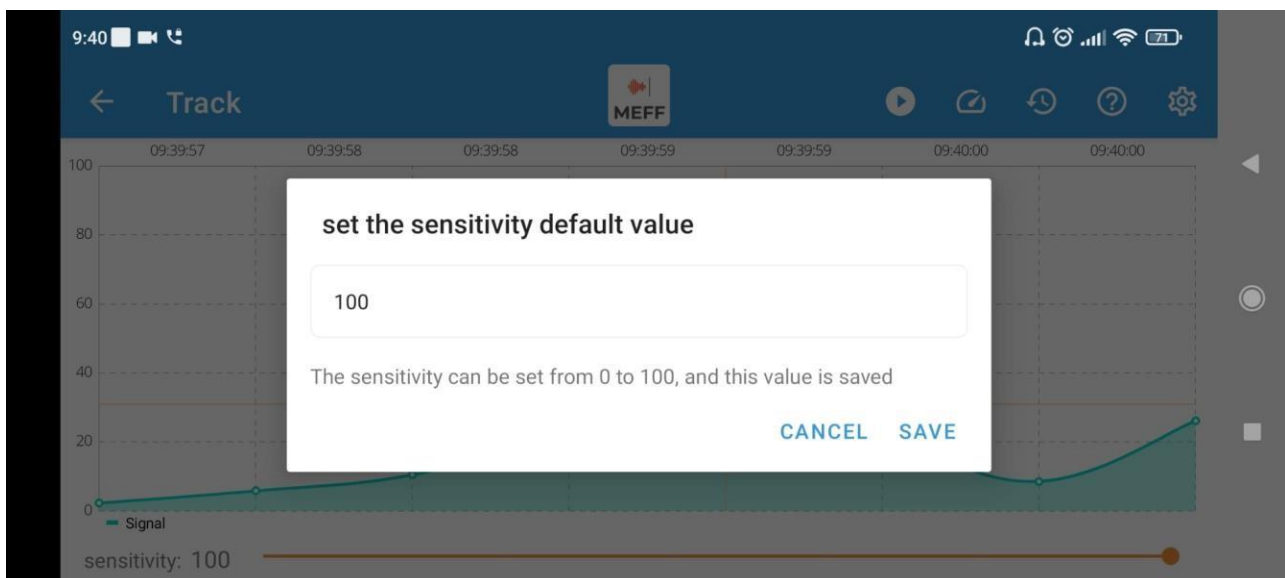 9:40
71
Track
MEFF
09:39:57 09:39:58 09:39:58 09:39:59 09:39:59 09:40:00 09:40:00
100
80
60
40
20
0
set the sensitivity default value
100
The sensitivity can be set from 0 to 100, and this value is saved
CANCEL SAVE
Signal
sensitivity: 100